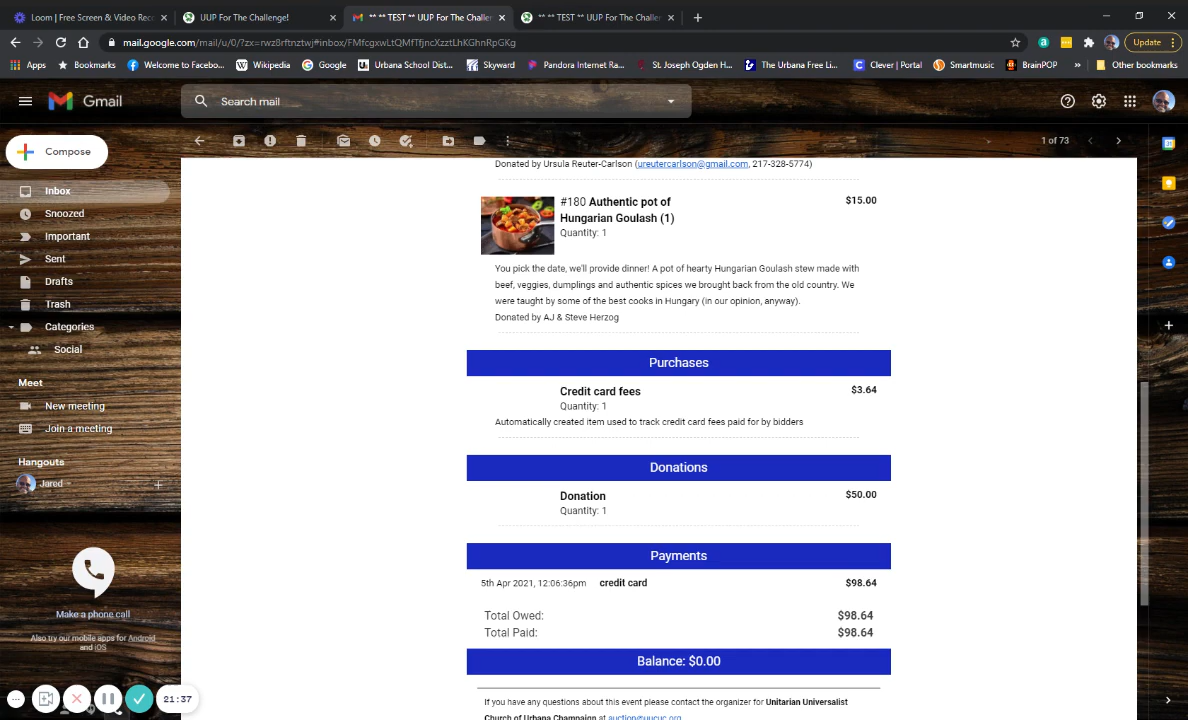 Loom | Free Screen & Video Rec
UUP For The Challenge!
** ** TEST ** UUP For The Challen
** ** TEST ** UUP For The Challen
mail.google.com/mail/u/0/?zx=rwz8rftnztwj#inbox/FMfcgxwLtQMfTfjncXzztLhKGhnRpGKg
Update
Apps
Bookmarks
Welcome to Facebo...
Wikipedia
Google
Urbana School Dist...
Skyward
Pandora Internet Ra...
St. Joseph Ogden H...
The Urbana Free Li...
Clever | Portal
Smartmusic
BrainPOP
»
Other bookmarks
Gmail
Search mail
Compose
1 of 73
Inbox
Snoozed
Important
Sent
Drafts
Trash
Categories
Social
Meet
New meeting
Join a meeting
Hangouts
Jared
Make a phone call
Also try our mobile apps for Android
and iOS
21:37
Donated by Ursula Reuter-Carlson (ureutercarlson@gmail.com, 217-328-5774)
#180 Authentic pot of $15.00
Hungarian Goulash (1)
Quantity: 1
You pick the date, we'll provide dinner! A pot of hearty Hungarian Goulash stew made with
beef, veggies, dumplings and authentic spices we brought back from the old country. We
were taught by some of the best cooks in Hungary (in our opinion, anyway).
Donated by AJ & Steve Herzog
Purchases
Credit card fees $3.64
Quantity: 1
Automatically created item used to track credit card fees paid for by bidders
Donations
Donation $50.00
Quantity: 1
Payments
5th Apr 2021, 12:06:36pm credit card $98.64
Total Owed: $98.64
Total Paid: $98.64
Balance: $0.00
If you have any questions about this event please contact the organizer for Unitarian Universalist
Church of Urbana Champaign at auction@uucuc.org